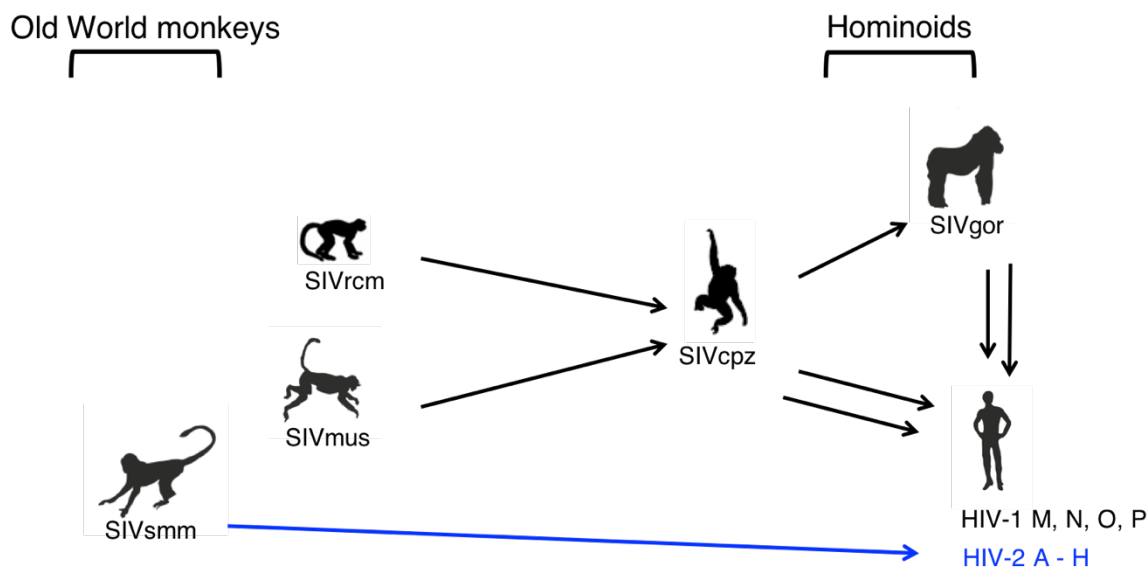 Old World monkeys
Hominoids
SIVgor
SIVrcm
SIVcpz
SIVmus
SIVsmm
HIV-1 M, N, O, P
HIV-2 A - H